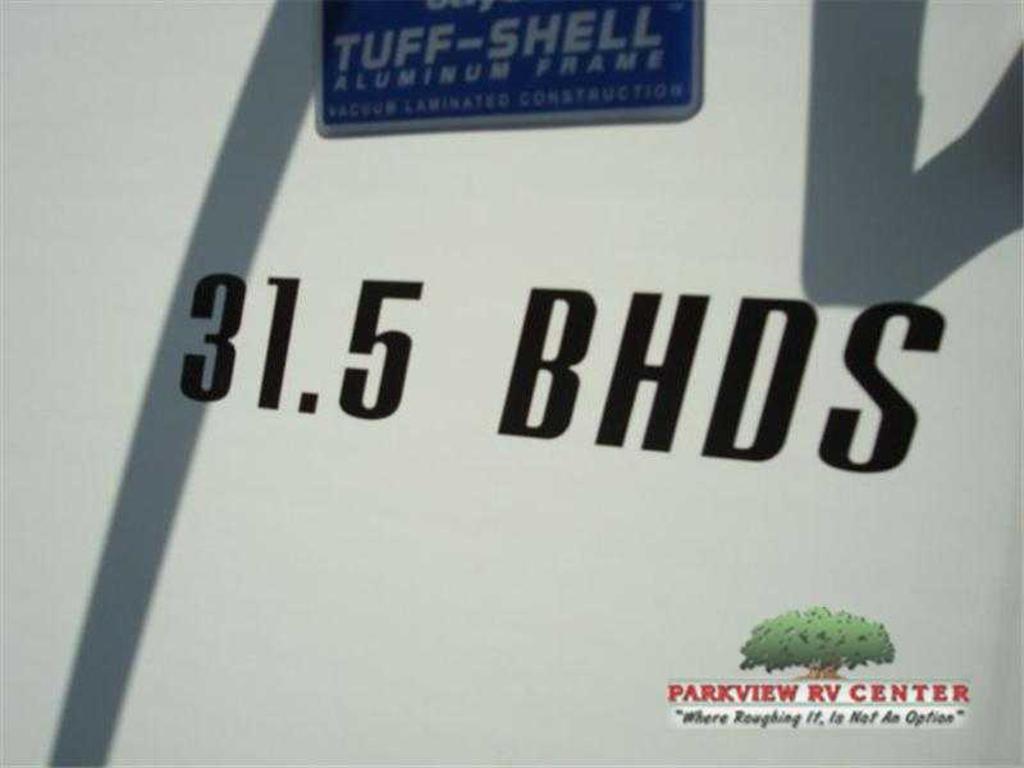 TUFF-SHELL
ALUMINUM FRAME
VACUUM LAMINATED CONSTRUCTION
31.5 BHDS
PARKVIEW RV CENTER
"Where Roughing It, Is Not An Option"